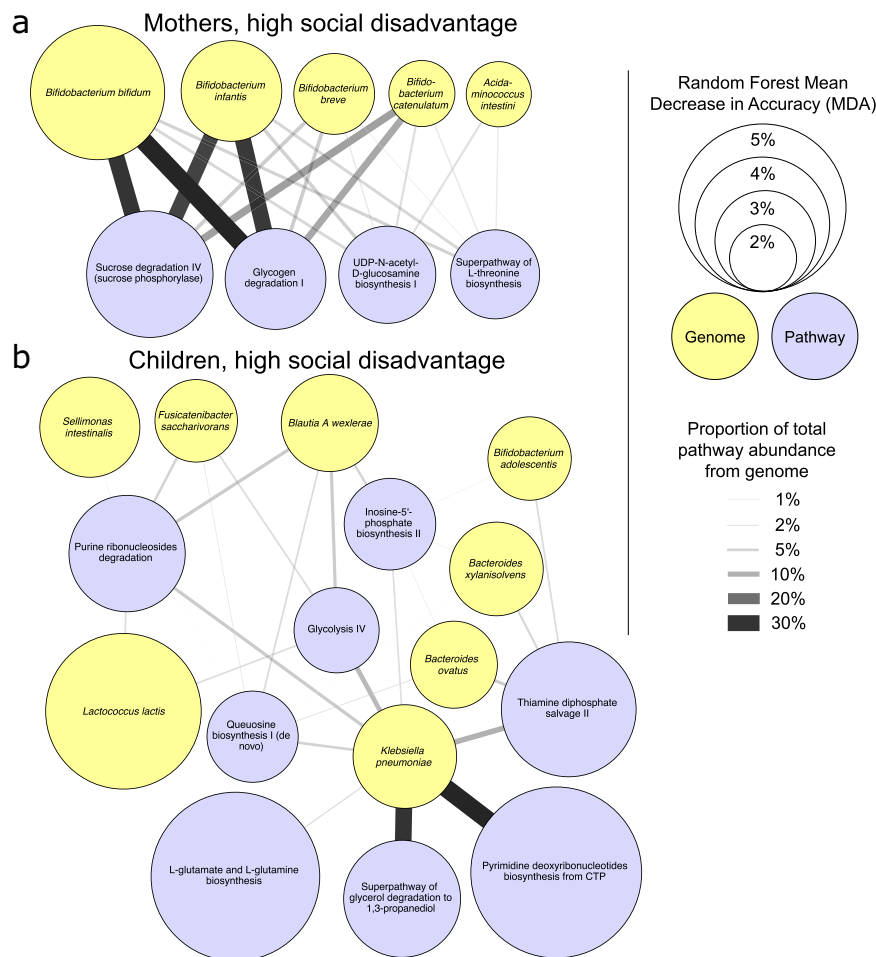 a
Mothers, high social disadvantage
Bifidobacterium bifidum
Bifidobacterium
infantis
Bifidobacterium
breve
Bifido-
bacterium
catenulatum
Acida-
minococcus
intestini
Sucrose degradation IV
(sucrose phosphorylase)
Glycogen
degradation I
UDP-N-acetyl-
D-glucosamine
biosynthesis I
Superpathway of
L-threonine
biosynthesis
Random Forest Mean
Decrease in Accuracy (MDA)
5%
4%
3%
2%
Genome
Pathway
Proportion of total
pathway abundance
from genome
1%
2%
5%
10%
20%
30%
b
Children, high social disadvantage
Sellimonas
intestinalis
Fusicatenibacter
saccharivorans
Blautia A wexlerae
Bifidobacterium
adolescentis
Purine ribonucleosides
degradation
Inosine-5'-
phosphate
biosynthesis II
Bacteroides
xylanisolvens
Glycolysis IV
Bacteroides
ovatus
Lactococcus lactis
Queuosine
biosynthesis I (de
novo)
Klebsiella
pneumoniae
Thiamine diphosphate
salvage II
L-glutamate and L-glutamine
biosynthesis
Superpathway of
glycerol degradation to
1,3-propanediol
Pyrimidine deoxyribonucleotides
biosynthesis from CTP